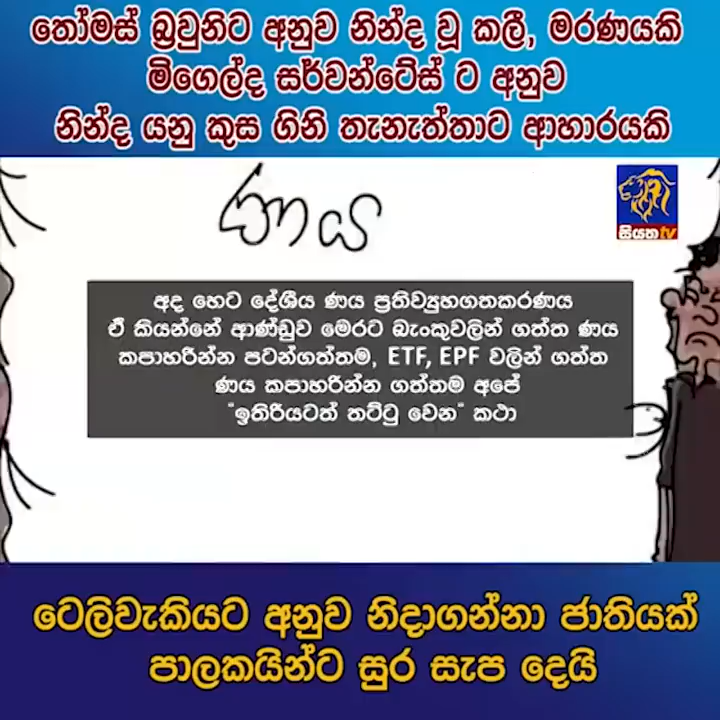 තෝමස් බ්‍රවුනිට අනුව නින්ද වූ කලී, මරණයකි
මිගෙල්ද සර්වන්ටේස් ට අනුව
නින්ද යනු කුස ගිනි තැනැත්තාට ආහාරයකි
ණය
සියත tv
අද හෙට දේශීය ණය ප්‍රතිව්‍යුහගතකරණය
ඒ කියන්නේ ආණ්ඩුව මෙරට බැංකුවලින් ගත්ත ණය
කපාහරින්න පටන්ගත්තම, ETF, EPF වලින් ගත්ත
ණය කපාහරින්න ගත්තම අපේ
"ඉතිරියටත් තට්ටු වෙන" කථා
ටෙලිවැකියට අනුව නිදාගන්නා ජාතියක්
පාලකයින්ට සුර සැප දෙයි